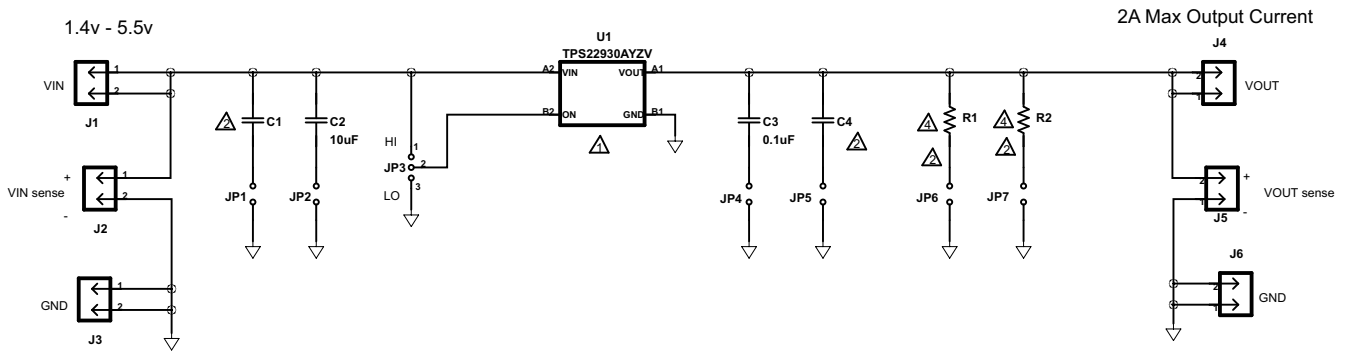 1.4v - 5.5v
2A Max Output Current
U1
TPS22930AYZV
J4
VIN
1
2
J1
A2
VIN
VOUT
A1
B2
ON
GND
B1
1
2
1
VOUT
2
C1
C2
10uF
HI
1
JP3
2
3
LO
C3
0.1uF
C4
2
4
R1
2
4
R2
2
VIN sense
+
-
1
2
J2
JP1
JP2
JP4
JP5
JP6
JP7
2
1
+
-
J5
VOUT sense
GND
1
2
J3
J6
2
1
GND